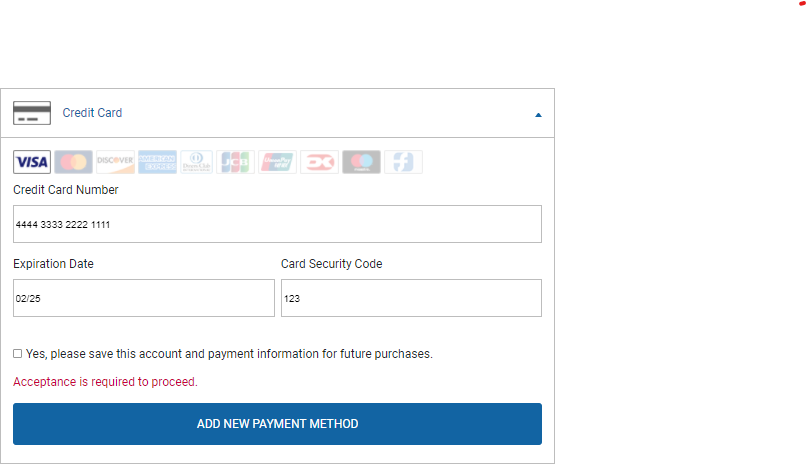 Credit Card
VISA DISCOVER JCB
Credit Card Number
4444 3333 2222 1111
Expiration Date Card Security Code
02/25 123
Yes, please save this account and payment information for future purchases.
Acceptance is required to proceed.
ADD NEW PAYMENT METHOD